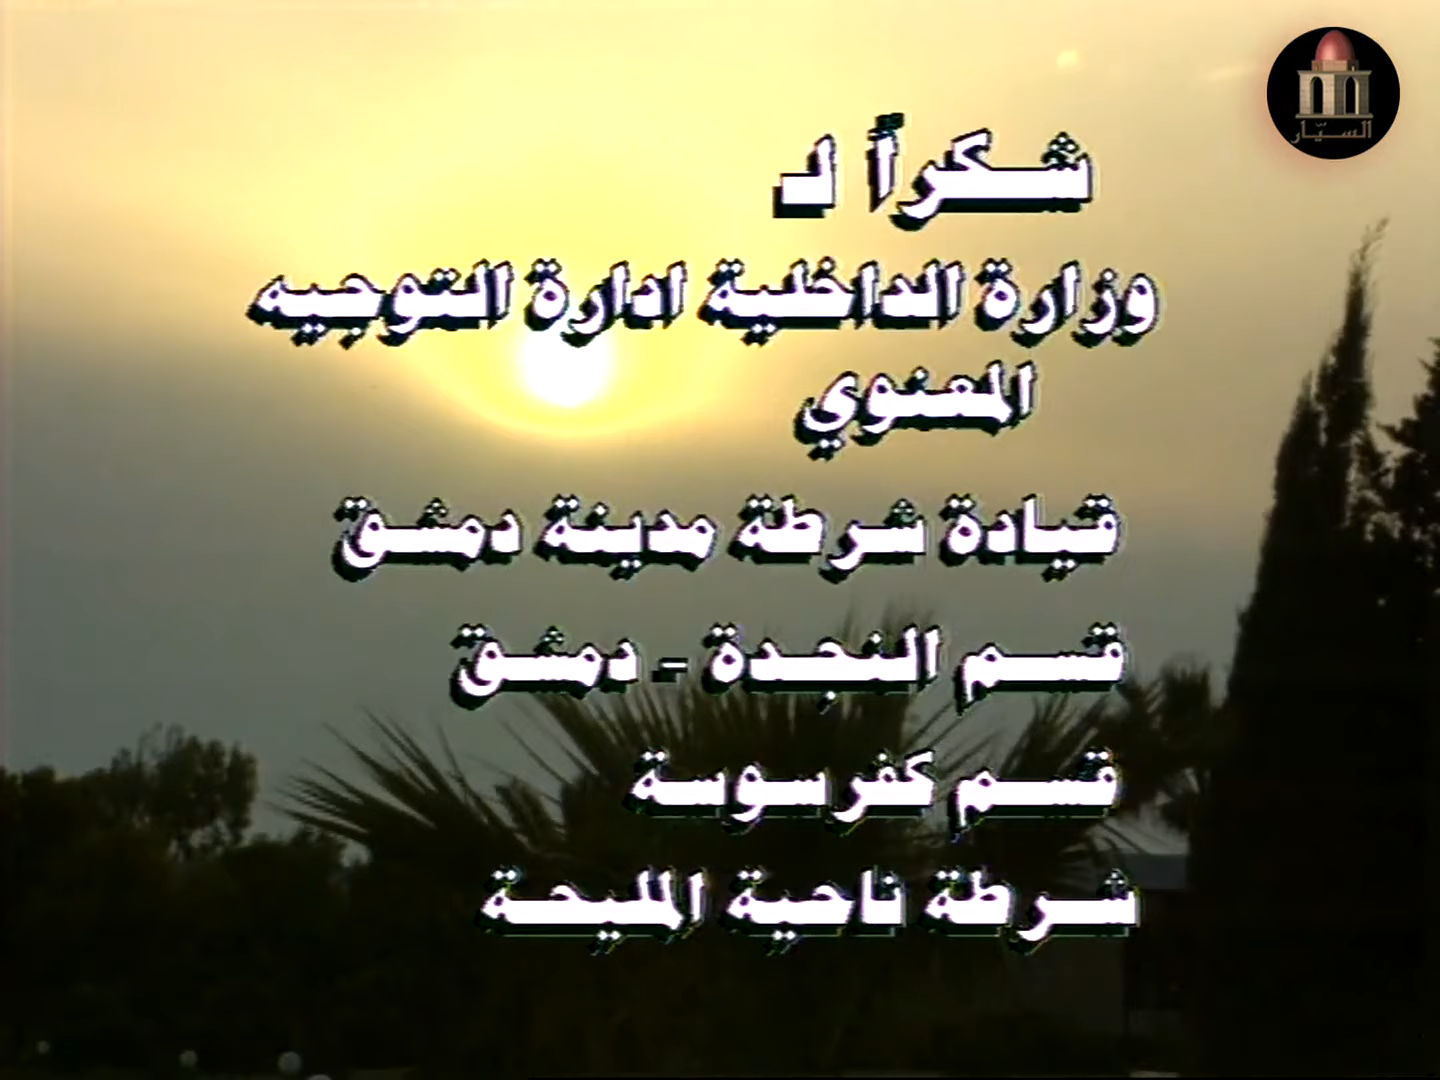 السيّار
شكراً لـ
وزارة الداخلية ادارة التوجيه
المعنوي
قيادة شرطة مدينة دمشق
قسم النجدة - دمشق
قسم كفرسوسة
شرطة ناحية المليحة